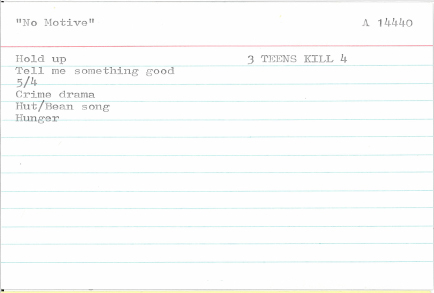 "No Motive" A 14440
Hold up 3 TEENS KILL 4
Tell me something good
5/4
Crime drama
Hut/Bean song
Hunger